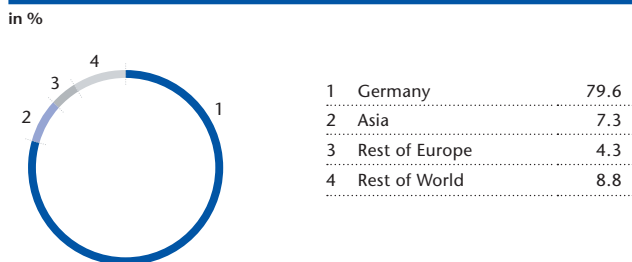 in %
4
3
2
1
1 Germany 79.6
2 Asia 7.3
3 Rest of Europe 4.3
4 Rest of World 8.8